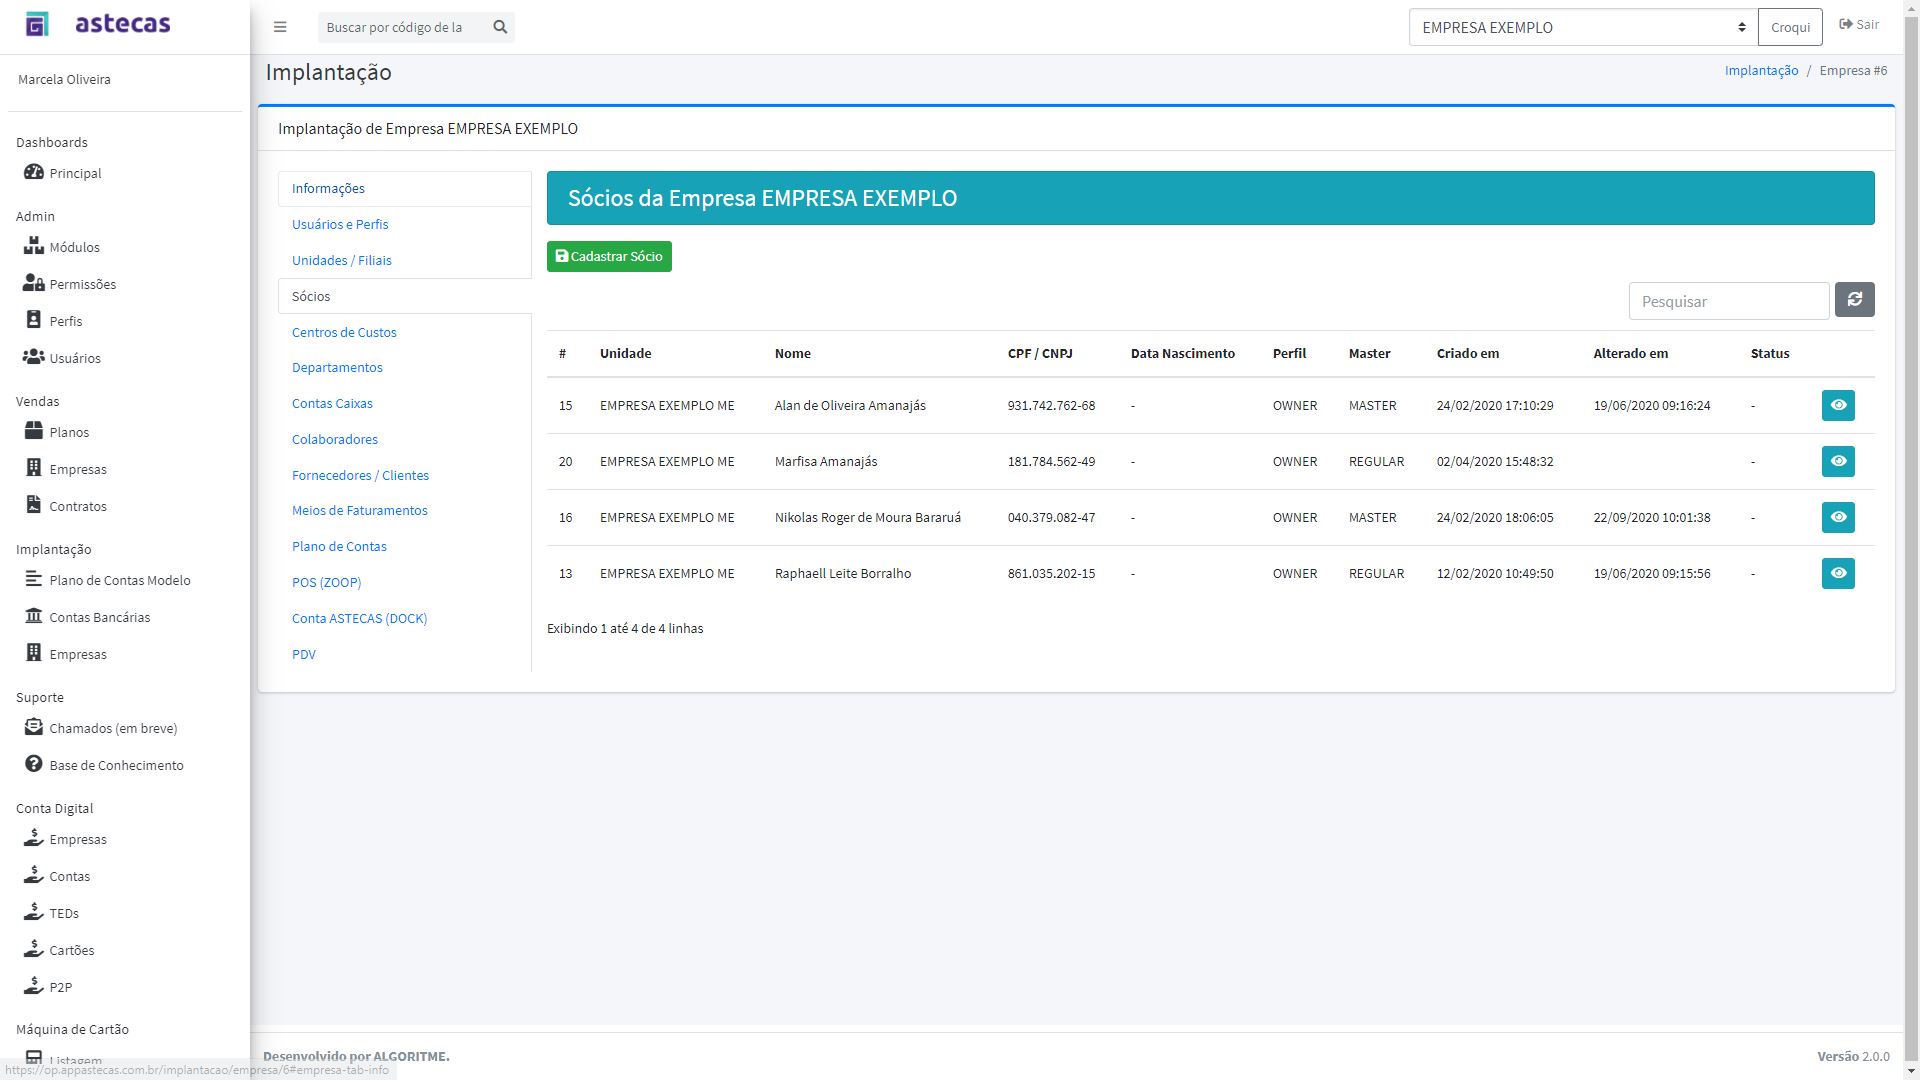 astecas
Buscar por código de la
EMPRESA EXEMPLO
Croqui
Sair
Marcela Oliveira
Dashboards
Principal
Admin
Módulos
Permissões
Perfis
Usuários
Vendas
Planos
Empresas
Contratos
Implantação
Plano de Contas Modelo
Contas Bancárias
Empresas
Suporte
Chamados (em breve)
Base de Conhecimento
Conta Digital
Empresas
Contas
TEDs
Cartões
P2P
Máquina de Cartão
Listagem
Implantação
Implantação / Empresa #6
Implantação de Empresa EMPRESA EXEMPLO
Informações
Usuários e Perfis
Unidades / Filiais
Sócios
Centros de Custos
Departamentos
Contas Caixas
Colaboradores
Fornecedores / Clientes
Meios de Faturamentos
Plano de Contas
POS (ZOOP)
Conta ASTECAS (DOCK)
PDV
Sócios da Empresa EMPRESA EXEMPLO
Cadastrar Sócio
Pesquisar
# Unidade Nome CPF / CNPJ Data Nascimento Perfil Master Criado em Alterado em Status
15 EMPRESA EXEMPLO ME Alan de Oliveira Amanajás 931.742.762-68 - OWNER MASTER 24/02/2020 17:10:29 19/06/2020 09:16:24 -
20 EMPRESA EXEMPLO ME Marfisa Amanajás 181.784.562-49 - OWNER REGULAR 02/04/2020 15:48:32 -
16 EMPRESA EXEMPLO ME Nikolas Roger de Moura Bararuá 040.379.082-47 - OWNER MASTER 24/02/2020 18:06:05 22/09/2020 10:01:38 -
13 EMPRESA EXEMPLO ME Raphaell Leite Borralho 861.035.202-15 - OWNER REGULAR 12/02/2020 10:49:50 19/06/2020 09:15:56 -
Exibindo 1 até 4 de 4 linhas
Desenvolvido por ALGORITME.
Versão 2.0.0
https://op.appastecas.com.br/implantacao/empresa/6#empresa-tab-info